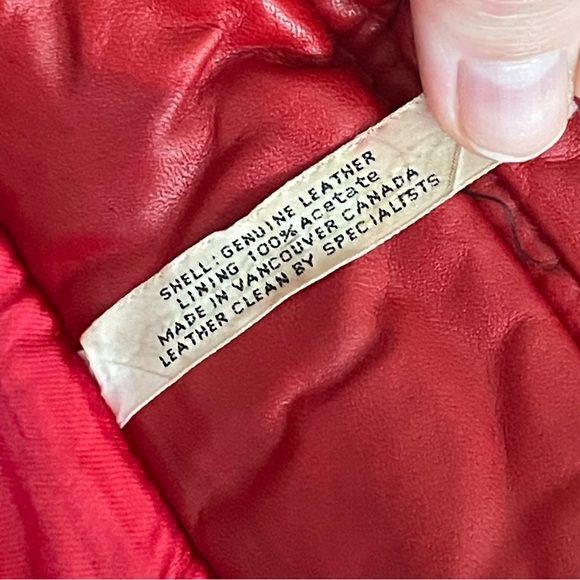 SHELL: GENUINE LEATHER
LINING 100% Acetate
MADE IN VANCOUVER CANADA
LEATHER CLEAN BY SPECIALISTS